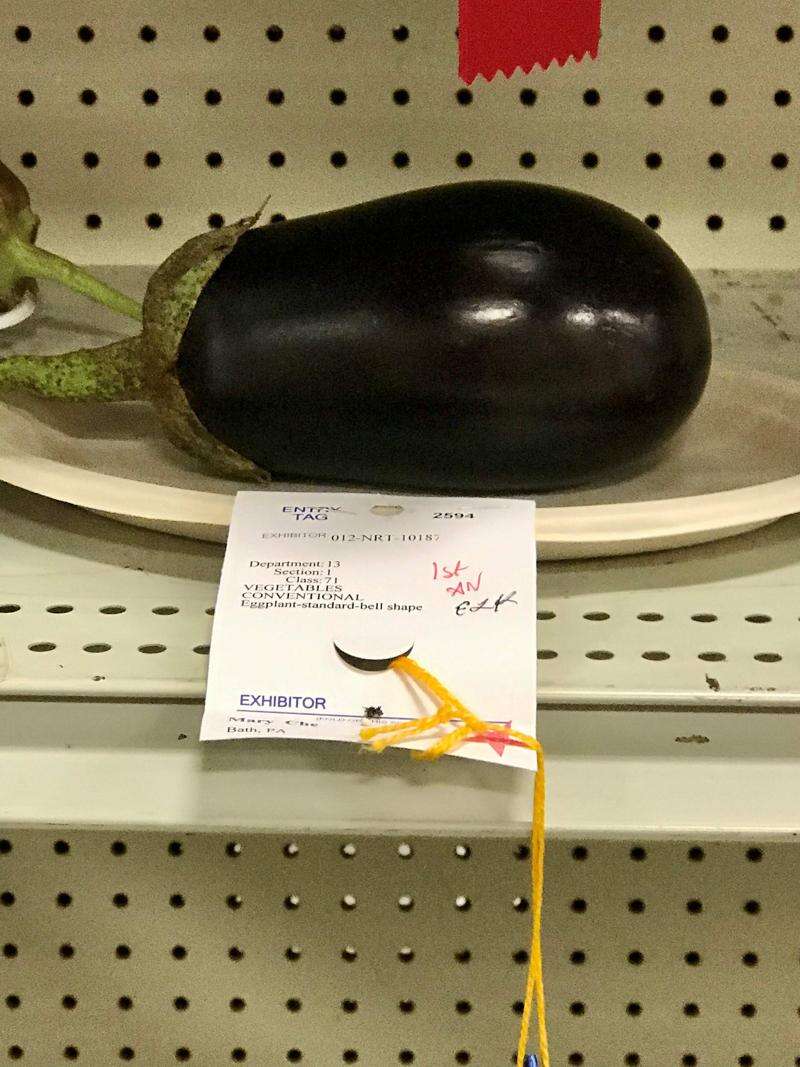 ENTRY
TAG
2594
EXHIBITOR 012-NRT-10187
Department: 13
Section: 1
Class: 71
VEGETABLES
CONVENTIONAL
Eggplant-standard-bell shape
1st
AN
EXHIBITOR
Mary Che
Bath, PA